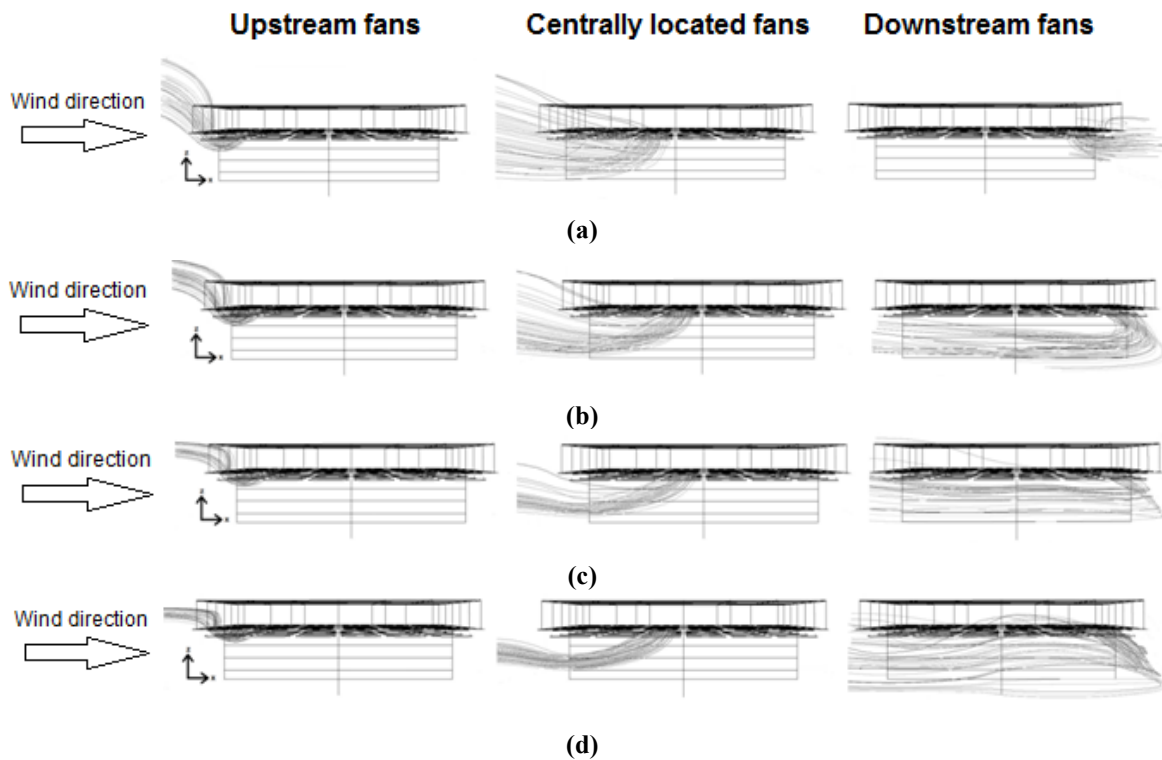 Upstream fans Centrally located fans Downstream fans
Wind direction
z
x
(a)
Wind direction
z
x
(b)
Wind direction
z
x
(c)
Wind direction
z
x
(d)